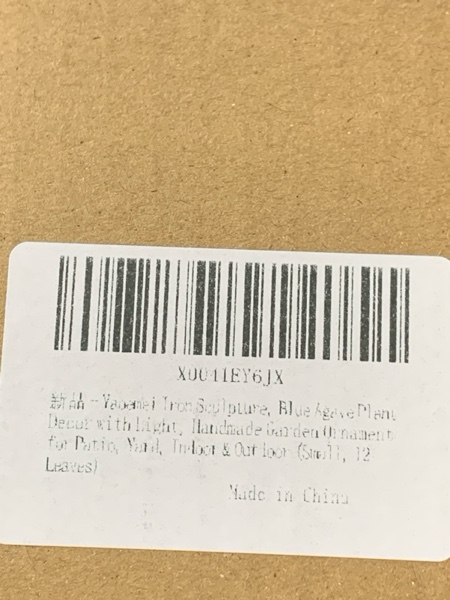 X0041EY6JX
新品 - Yaoemei Iron Sculpture, Blue Agave Plant
Decor with Light, Handmade Garden Ornament
for Patio, Yard, Indoor & Outdoor (Small, 12
Leaves)
Made in China